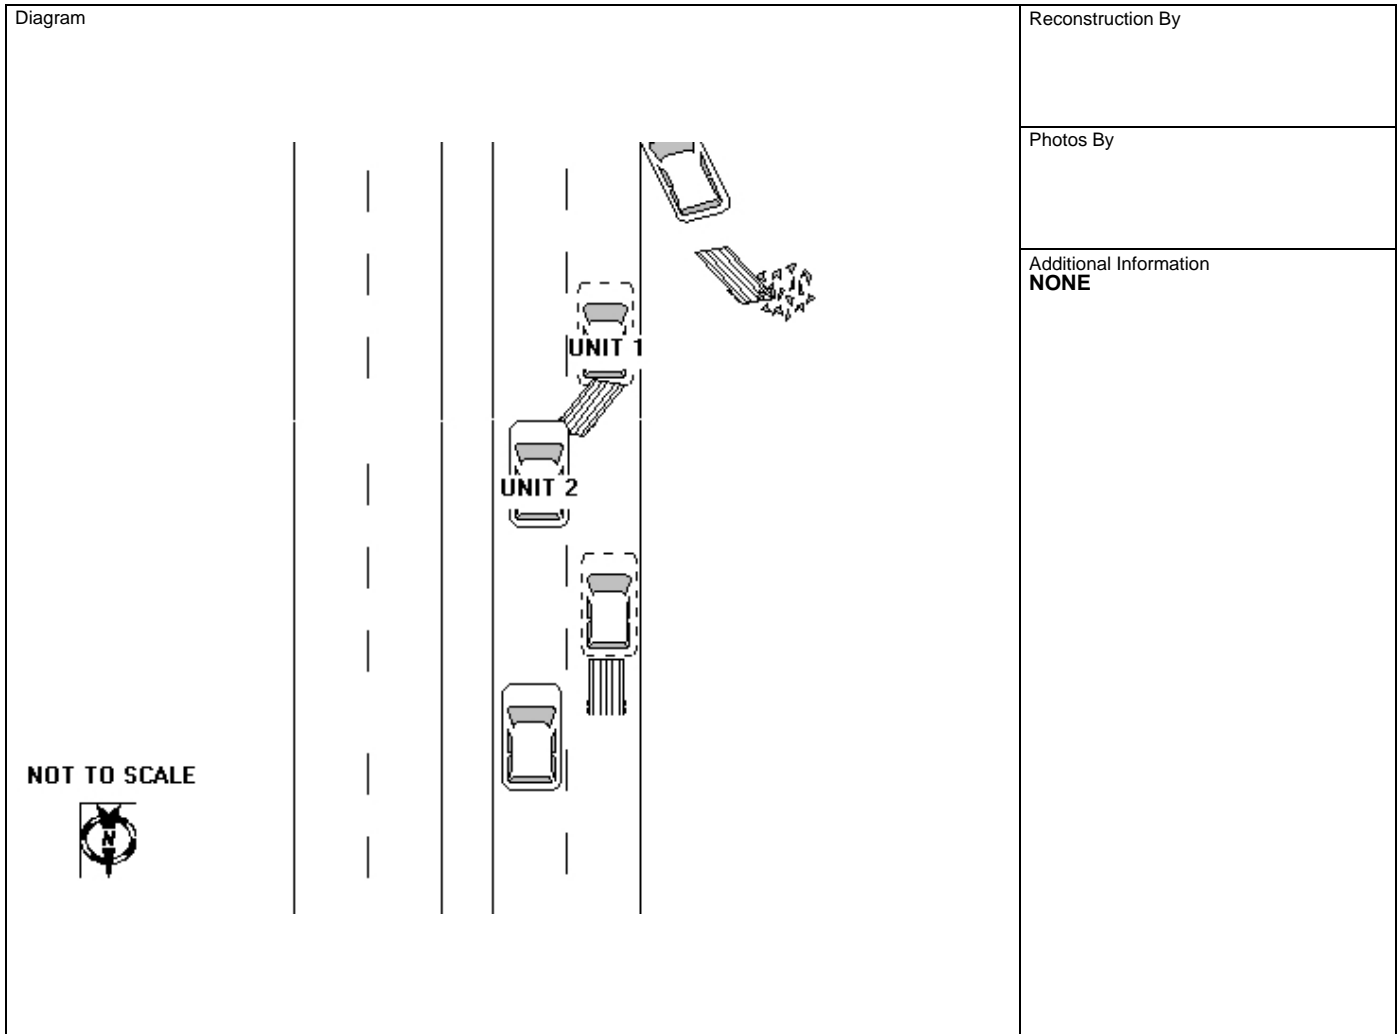 Diagram
Reconstruction By
Photos By
Additional Information
NONE
UNIT 1
UNIT 2
NOT TO SCALE
N